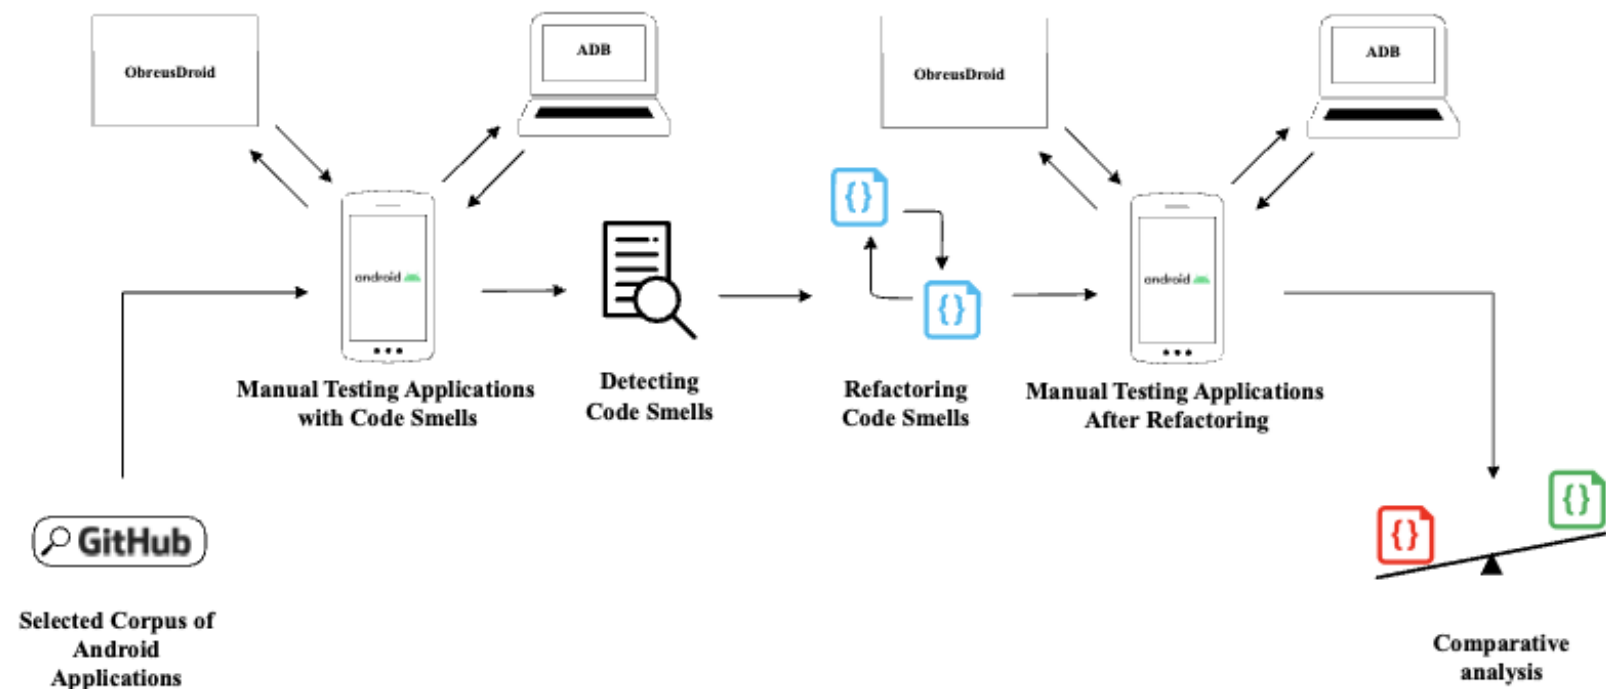 ObreusDroid
ADB
ObreusDroid
ADB
android
android
{}
{}
Manual Testing Applications
with Code Smells
Detecting
Code Smells
Refactoring
Code Smells
Manual Testing Applications
After Refactoring
GitHub
{}
{}
Selected Corpus of
Android
Applications
Comparative
analysis